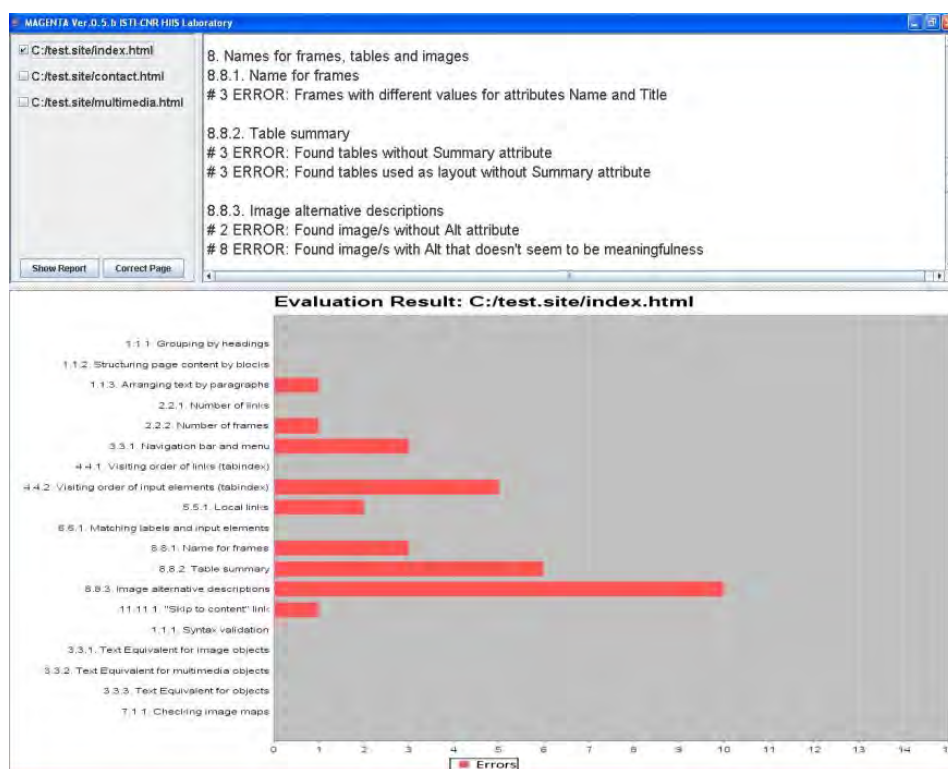 MAGENTA Ver.0.5.b ISTI-CNR HIIS Laboratory
C:/test.site/index.html
C:/test.site/contact.html
C:/test.site/multimedia.html
Show Report
Correct Page
8. Names for frames, tables and images
8.8.1. Name for frames
# 3 ERROR: Frames with different values for attributes Name and Title
8.8.2. Table summary
# 3 ERROR: Found tables without Summary attribute
# 3 ERROR: Found tables used as layout without Summary attribute
8.8.3. Image alternative descriptions
# 2 ERROR: Found image/s without Alt attribute
# 8 ERROR: Found image/s with Alt that doesn't seem to be meaningfulness
Evaluation Result: C:/test.site/index.html
1.1.1. Grouping by headings
1.1.2. Structuring page content by blocks
1.1.3. Arranging text by paragraphs
2.2.1. Number of links
2.2.2. Number of frames
3.3.1. Navigation bar and menu
4.4.1. Visiting order of links (tabindex)
4.4.2. Visiting order of input elements (tabindex)
5.5.1. Local links
Matching labels and input elements
8.8.1. Name for frames
8.8.2. Table summary
8.8.3. Image alternative descriptions
11.11.1. "Skip to content" link
1.1.1. Syntax validation
3.3.1. Text Equivalent for image objects
3.3.2. Text Equivalent for multimedia objects
3.3.3. Text Equivalent for objects
7.1.1. Checking image maps
0 1 2 3 4 5 6 7 8 9 10 11 12 13 14
Errors